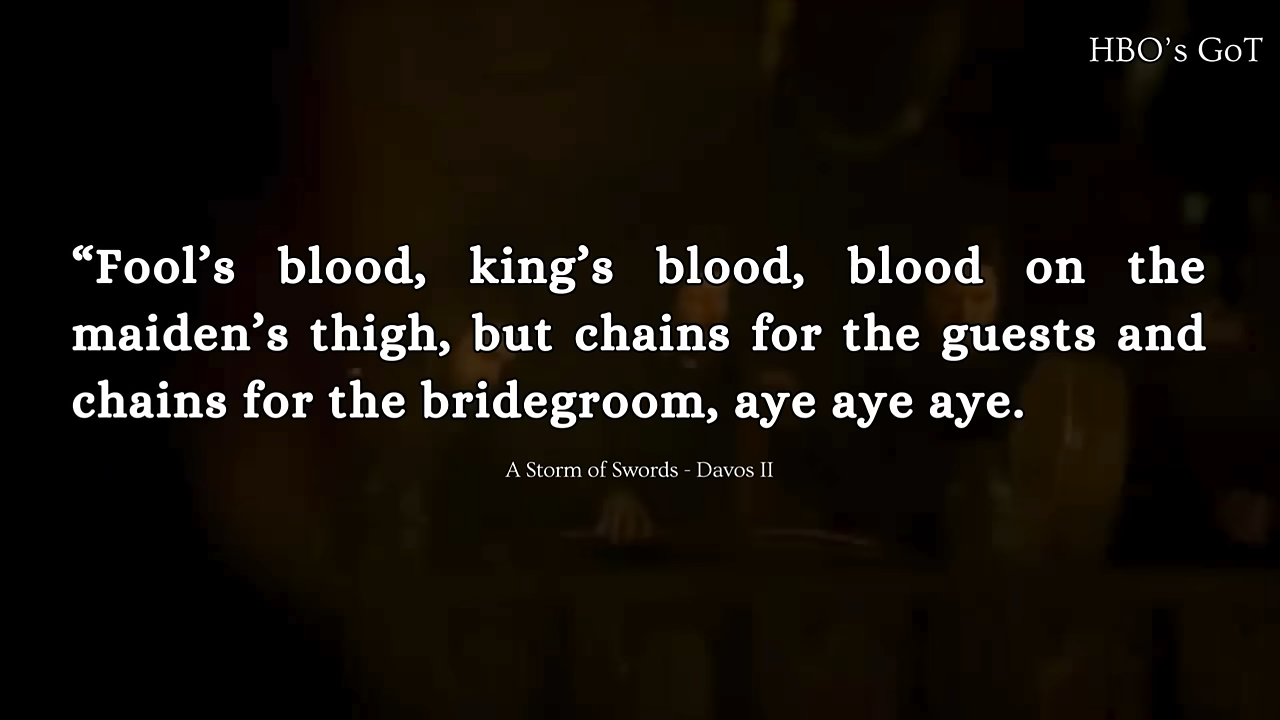 HBO’s GoT
“Fool’s blood, king’s blood, blood on the
maiden’s thigh, but chains for the guests and
chains for the bridegroom, aye aye aye.
A Storm of Swords - Davos II